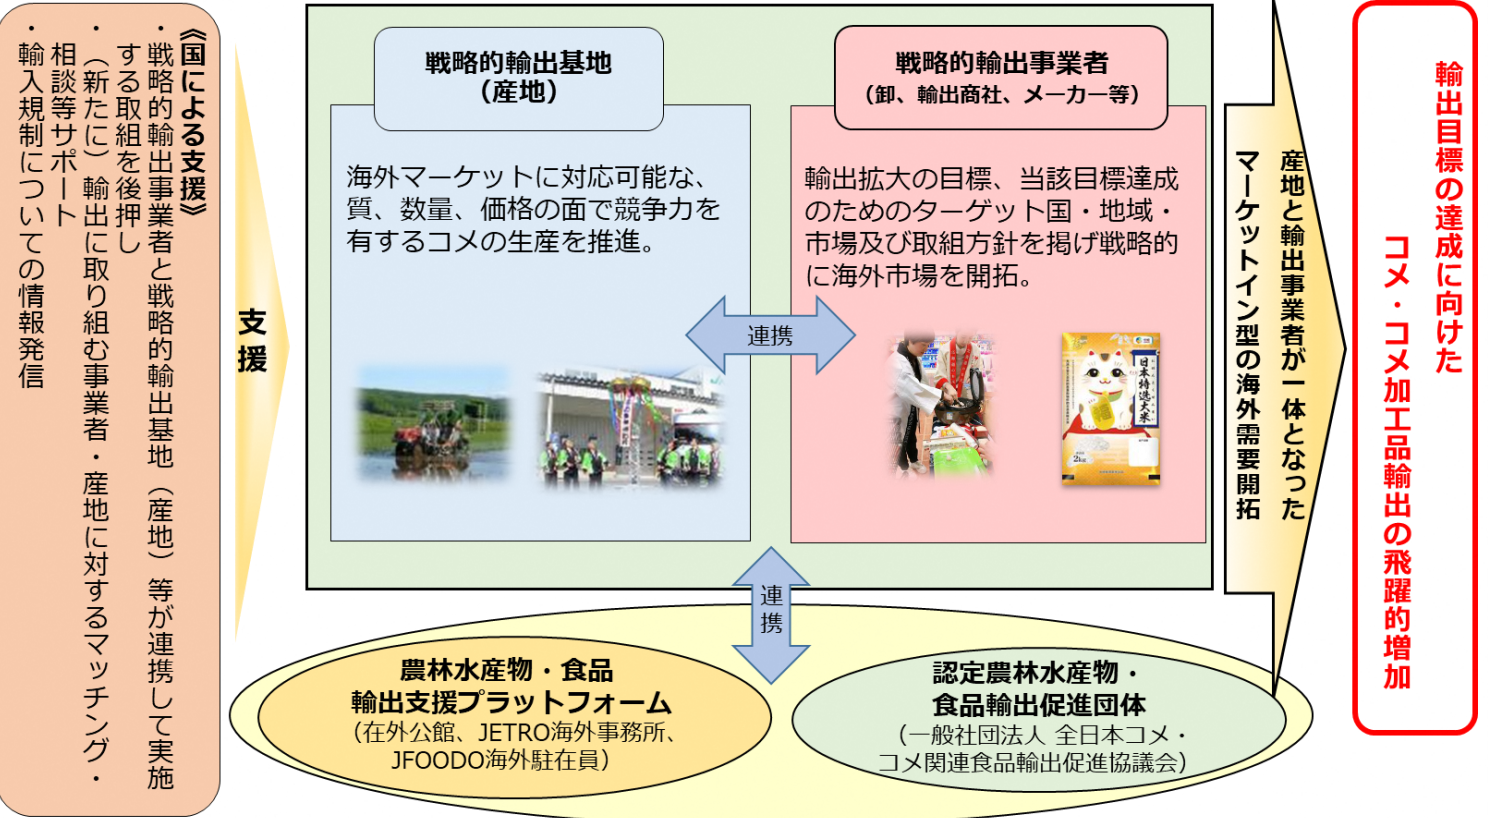 《国による支援》
・戦略的輸出事業者と戦略的輸出基地（産地）等が連携して実施
する取組を後押し
・（新たに）輸出に取り組む事業者・産地に対するマッチング・
相談等サポート
・輸入規制についての情報発信
支援
戦略的輸出基地
（産地）
海外マーケットに対応可能な、
質、数量、価格の面で競争力を
有するコメの生産を推進。
戦略的輸出事業者
（卸、輸出商社、メーカー等）
輸出拡大の目標、当該目標達成
のためのターゲット国・地域・
市場及び取組方針を掲げ戦略的
に海外市場を開拓。
連携
日本特選大米
2kg
連携
農林水産物・食品
輸出支援プラットフォーム
（在外公館、JETRO海外事務所、
JFOODO海外駐在員）
認定農林水産物・
食品輸出促進団体
（一般社団法人 全日本コメ・
コメ関連食品輸出促進協議会）
産地と輸出事業者が一体となった
マーケットイン型の海外需要開拓
輸出目標の達成に向けた
コメ・コメ加工品輸出の飛躍的増加